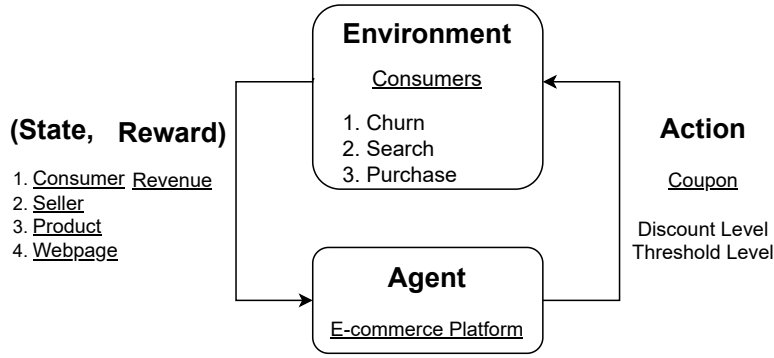 Environment
Consumers
1. Churn
2. Search
3. Purchase
(State, Reward)
1. Consumer Revenue
2. Seller
3. Product
4. Webpage
Action
Coupon
Discount Level
Threshold Level
Agent
E-commerce Platform